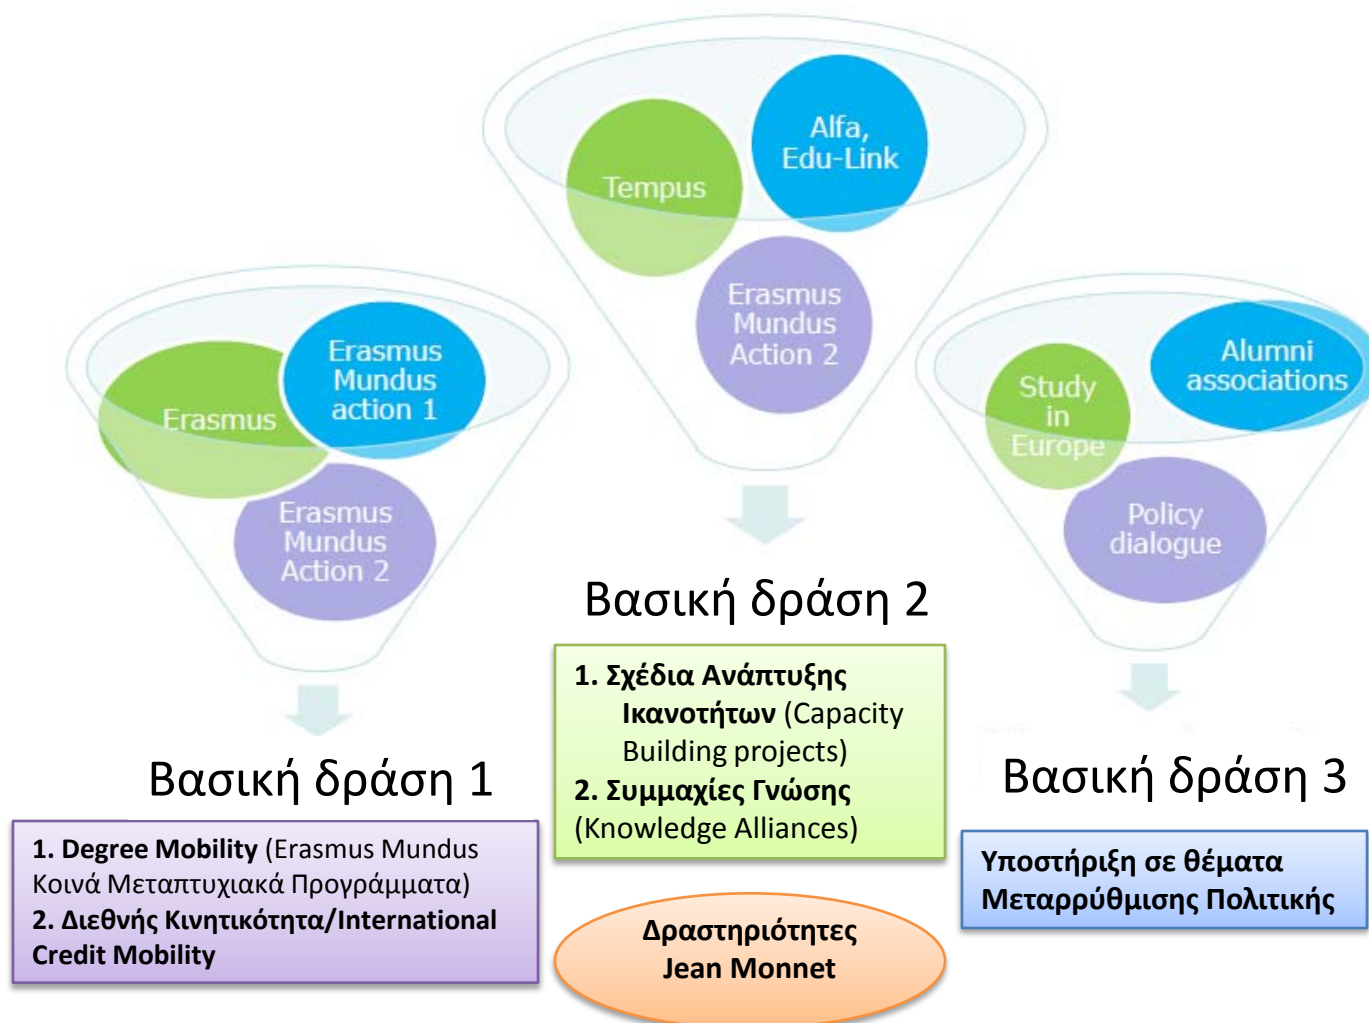 Alfa,
Edu-Link
Tempus
Erasmus
Mundus
Action 2
Erasmus
Erasmus
Mundus
action 1
Erasmus
Mundus
Action 2
Alumni
associations
Study
in
Europe
Policy
dialogue
Βασική δράση 1
1. Degree Mobility (Erasmus Mundus
Κοινά Μεταπτυχιακά Προγράμματα)
2. Διεθνής Κινητικότητα/International
Credit Mobility
Βασική δράση 2
1. Σχέδια Ανάπτυξης
Ικανοτήτων (Capacity
Building projects)
2. Συμμαχίες Γνώσης
(Knowledge Alliances)
Δραστηριότητες
Jean Monnet
Βασική δράση 3
Υποστήριξη σε θέματα
Μεταρρύθμισης Πολιτικής